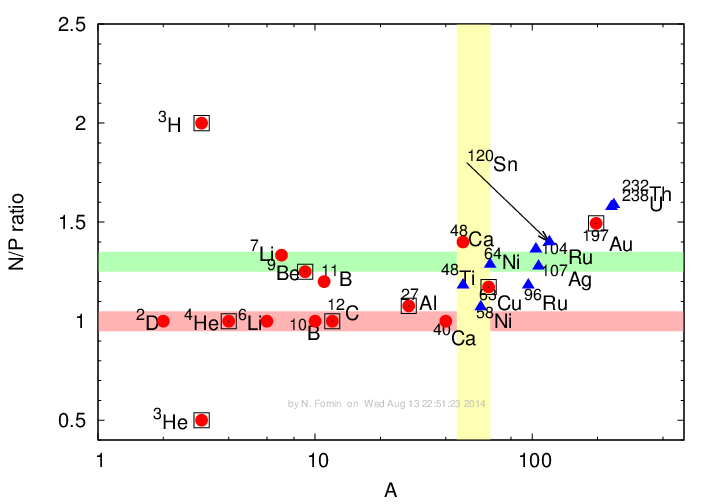 2.5
2
1.5
1
0.5
N/P ratio
1
10
100
A
3H
120Sn
232Th
238U
197Au
48Ca
64Ni
104Ru
107Ag
7Li
9Be
11B
48Ti
27Al
63Cu
96Ru
12C
58Ni
2D
4He
6Li
10B
40Ca
3He
by N. Fomin on Wed Aug 13 22:51:23 2014